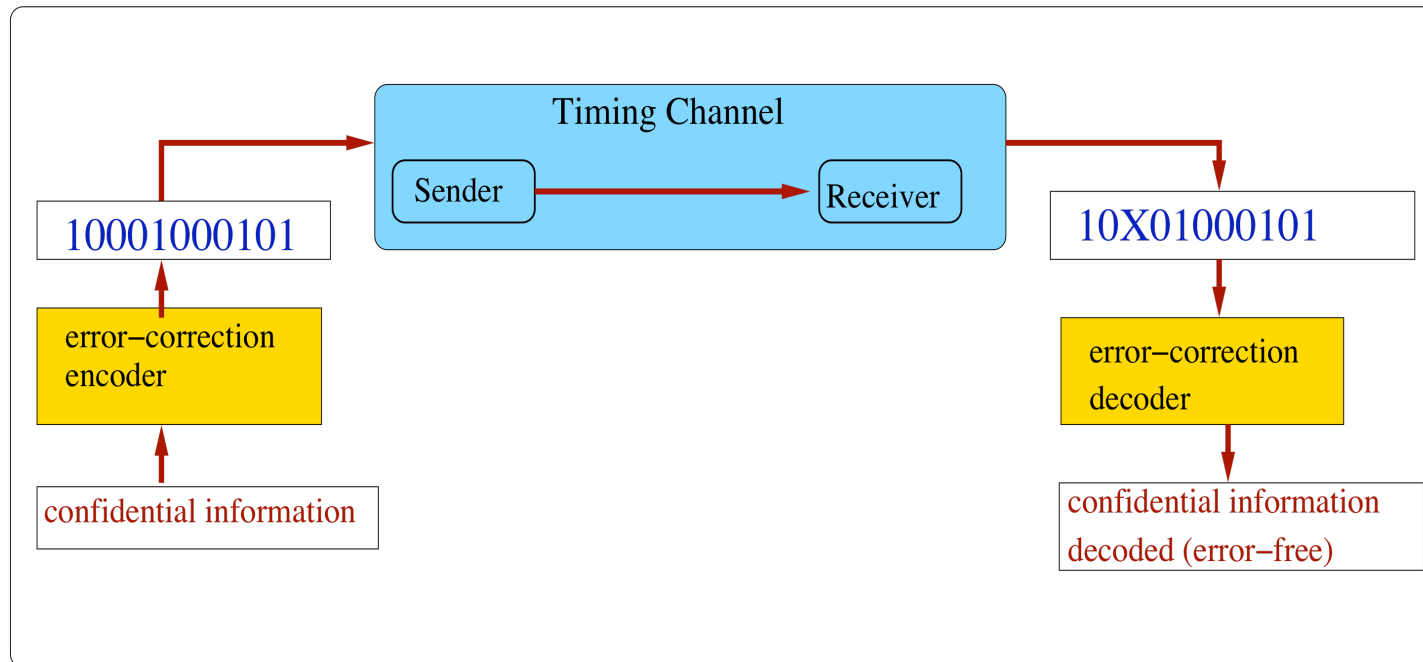 Timing Channel
Sender
Receiver
10001000101
10X01000101
error−correction
encoder
error−correction
decoder
confidential information
confidential information
decoded (error−free)